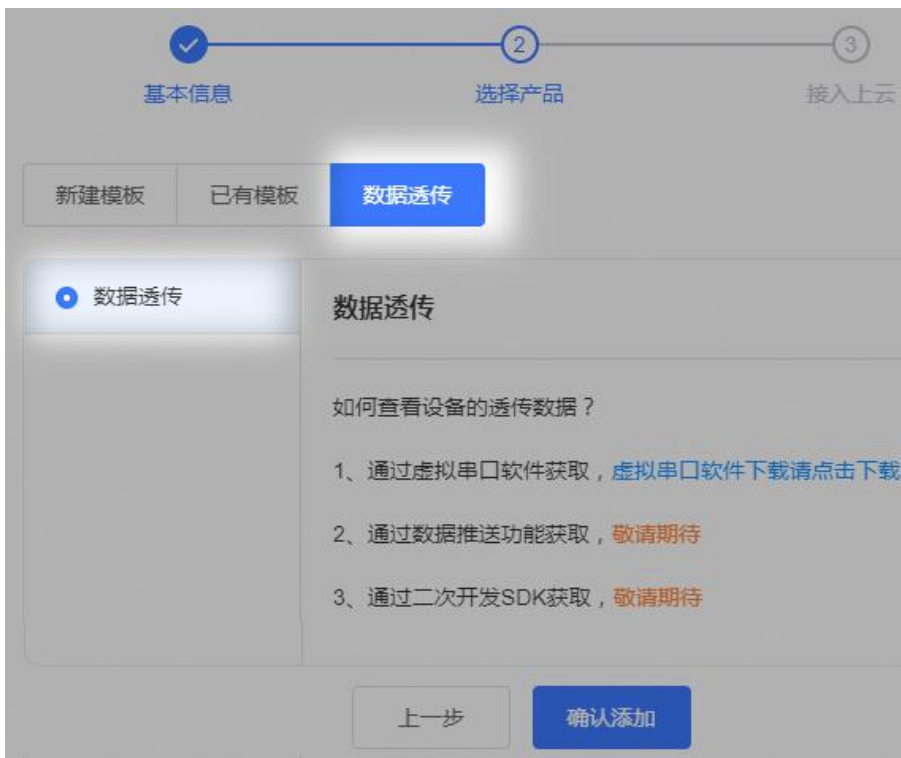 2
3
基本信息
选择产品
接入上云
新建模板
已有模板
数据透传
数据透传
数据透传
如何查看设备的透传数据？
1、通过虚拟串口软件获取，虚拟串口软件下载请点击下载
2、通过数据推送功能获取，敬请期待
3、通过二次开发SDK获取，敬请期待
上一步
确认添加